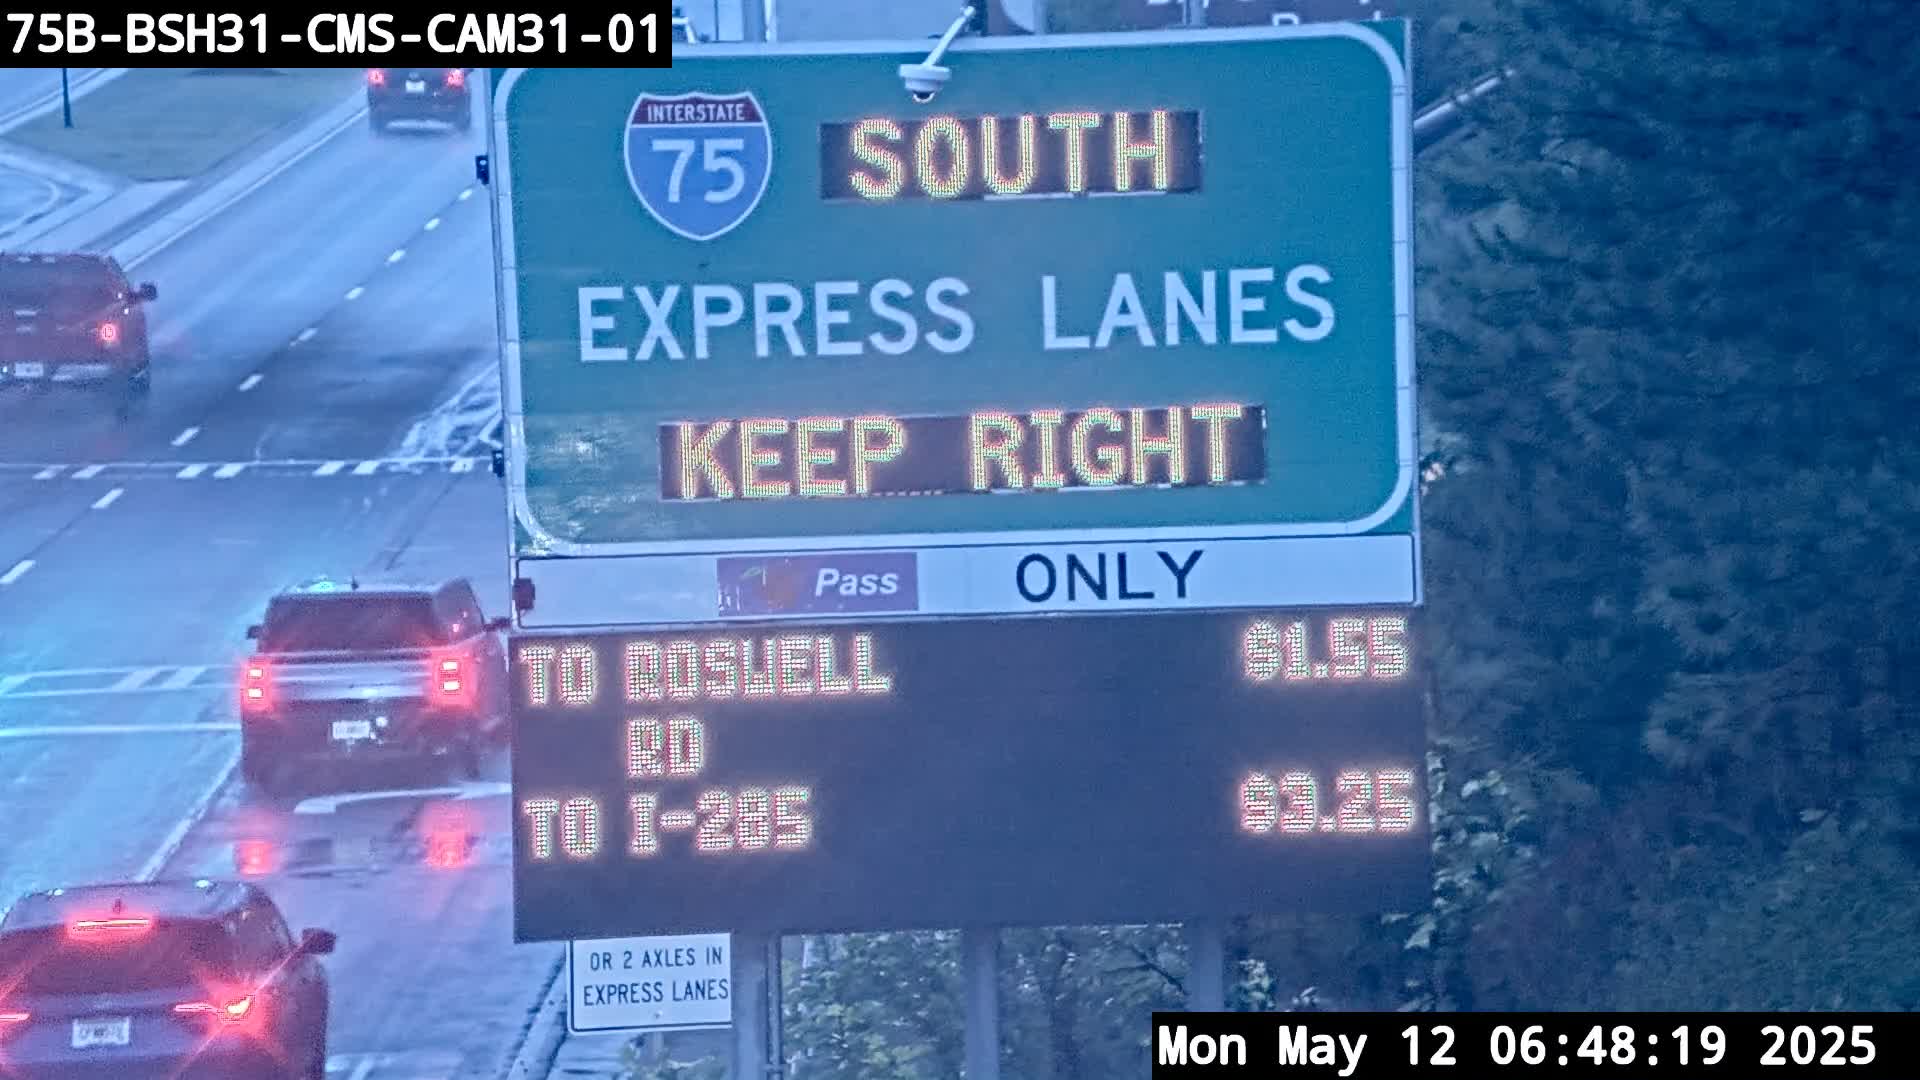 75B-BSH31-CMS-CAM31-01
INTERSTATE
75
SOUTH
EXPRESS LANES
KEEP RIGHT
Pass
ONLY
TO ROSWELL $1.55
RD
TO I-285 $3.25
OR 2 AXLES IN
EXPRESS LANES
Mon May 12 06:48:19 2025